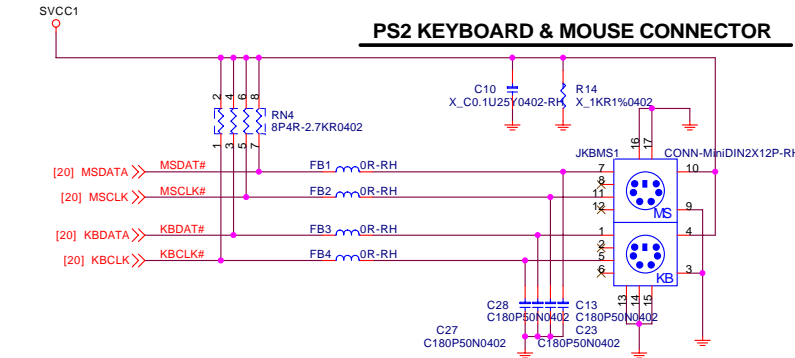 SVCC1
PS2 KEYBOARD & MOUSE CONNECTOR
2 4 6 8
RN4
8P4R-2.7KR0402
1 3 5 7
C10
X_C0.1U25Y0402-RH
R14
X_1KR1%0402
16 17
JKBMS1
CONN-MiniDIN2X12P-RH
[20] MSDATA MSDAT# FB1 0R-RH 7 10
8
[20] MSCLK MSCLK# FB2 0R-RH 11
12 MS 9
[20] KBDATA KBDAT# FB3 0R-RH 1 4
2
[20] KBCLK KBCLK# FB4 0R-RH 5
6 KB 3
13 14 15
C28 C13
C180P50N0402 C180P50N0402
C27 C23
C180P50N0402 C180P50N0402